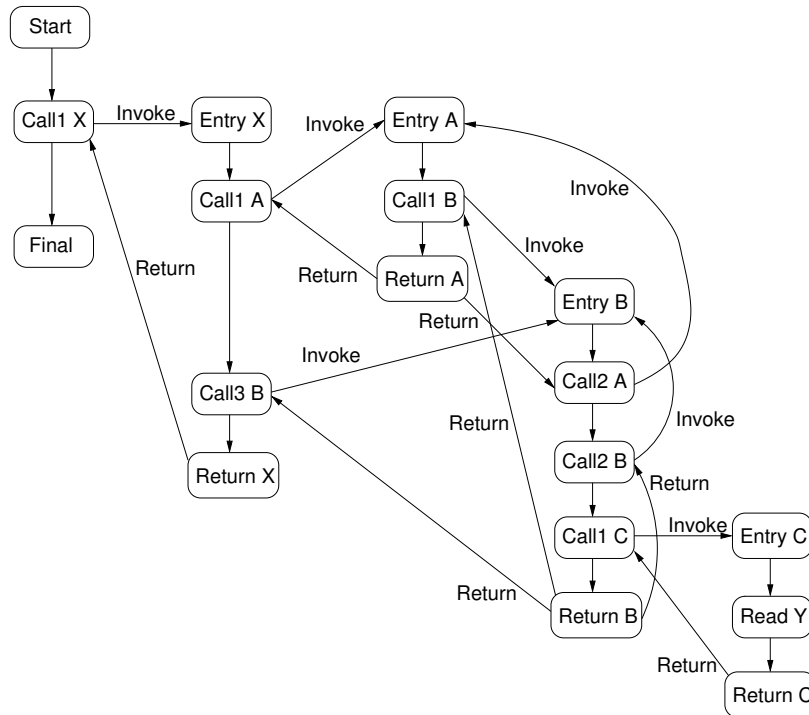 Start
Call1 X
Invoke
Entry X
Invoke
Entry A
Call1 A
Call1 B
Invoke
Invoke
Final
Return
Return
Return A
Entry B
Return
Invoke
Call2 A
Call3 B
Return
Invoke
Call2 B
Return X
Return
Call1 C
Invoke
Entry C
Return
Return B
Read Y
Return
Return C